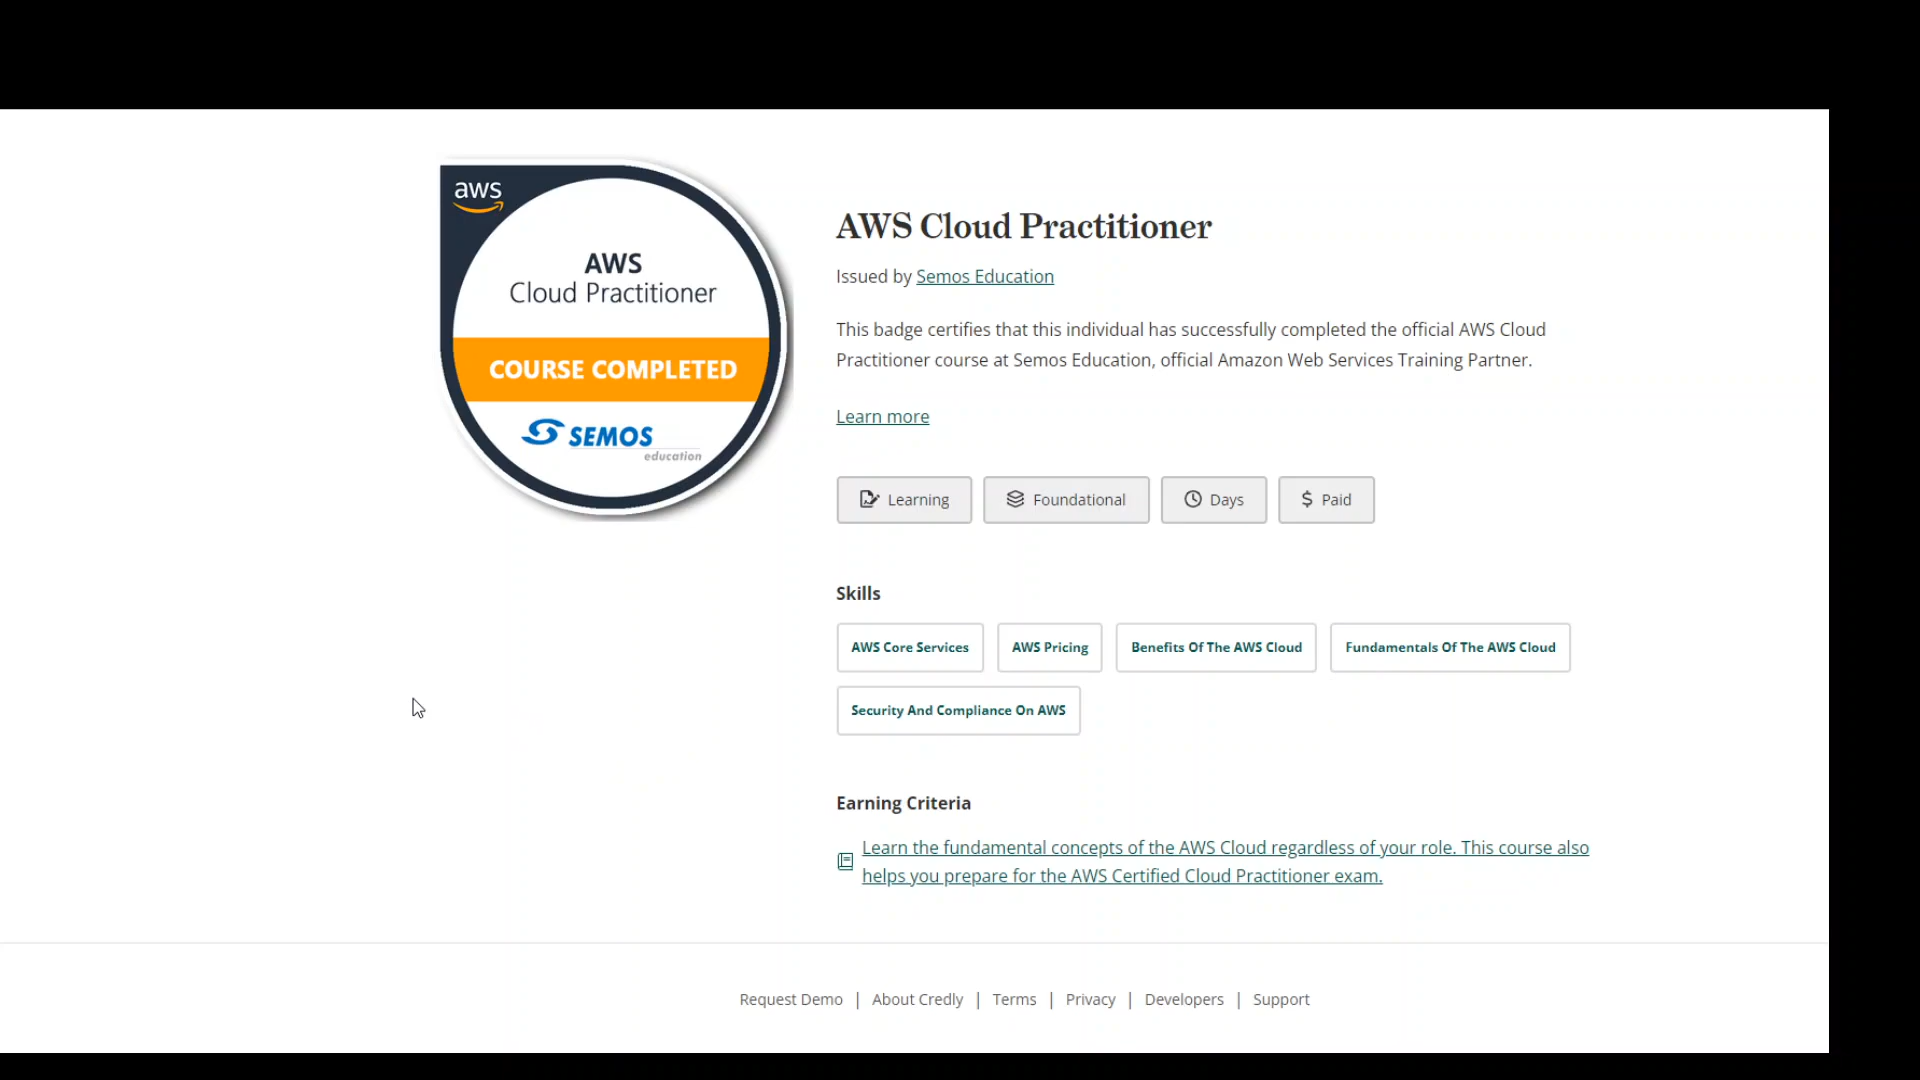 aws
AWS
Cloud Practitioner
COURSE COMPLETED
SEMOS
education
AWS Cloud Practitioner
Issued by Semos Education
This badge certifies that this individual has successfully completed the official AWS Cloud
Practitioner course at Semos Education, official Amazon Web Services Training Partner.
Learn more
Learning Foundational Days $ Paid
Skills
AWS Core Services AWS Pricing Benefits Of The AWS Cloud Fundamentals Of The AWS Cloud
Security And Compliance On AWS
Earning Criteria
Learn the fundamental concepts of the AWS Cloud regardless of your role. This course also
helps you prepare for the AWS Certified Cloud Practitioner exam.
Request Demo | About Credly | Terms | Privacy | Developers | Support